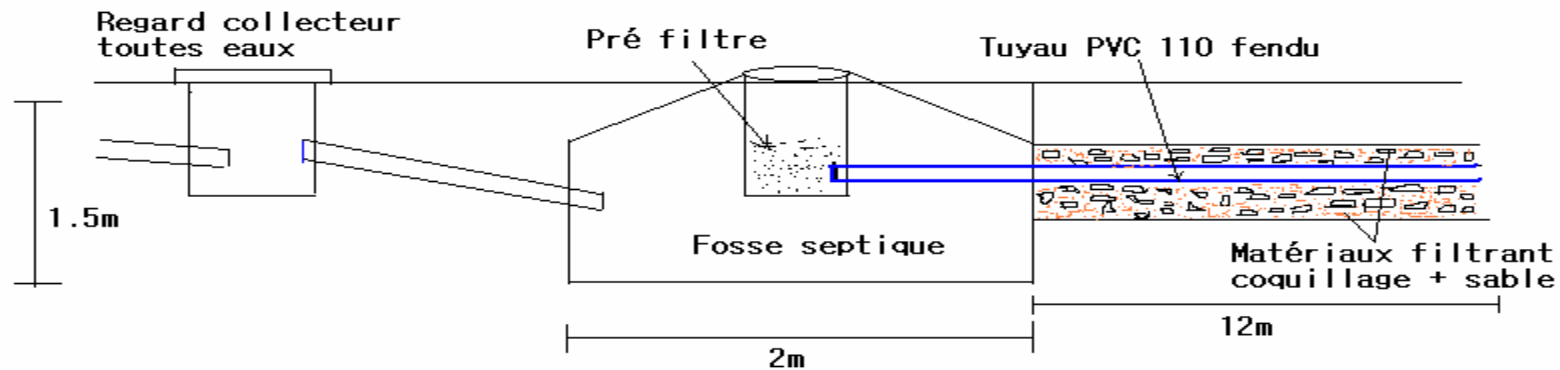 Regard collecteur
toutes eaux
Pré filtre
Tuyau PVC 110 fendu
1.5m
Fosse septique
Matériaux filtrant
coquillage + sable
12m
2m